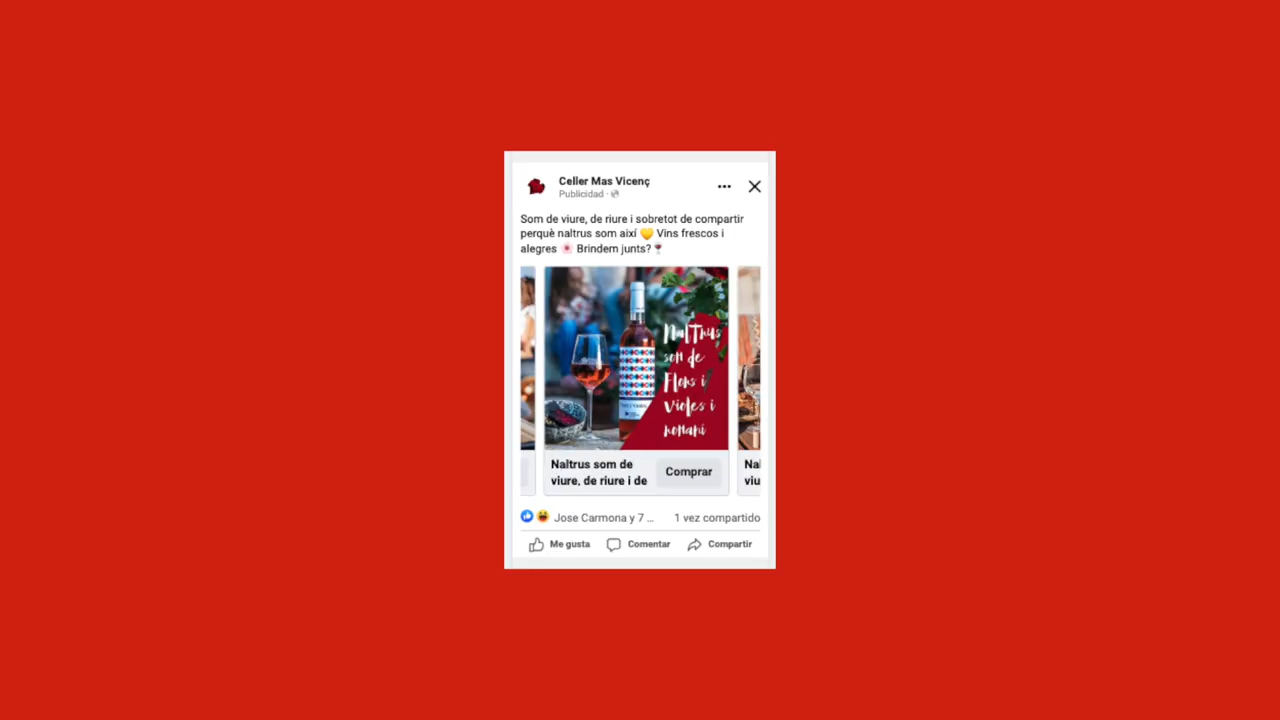 Celler Mas Vicenç
Publicidad ·
Som de viure, de riure i sobretot de compartir
perquè naltrus som així 💛 Vins frescos i
alegres 🌸 Brindem junts? 🍷
Naltrus
som de
Flors i
violes i
romaní
Naltrus som de
viure, de riure i de
Comprar
Nal
viu
Jose Carmona y 7 ...
1 vez compartido
Me gusta
Comentar
Compartir